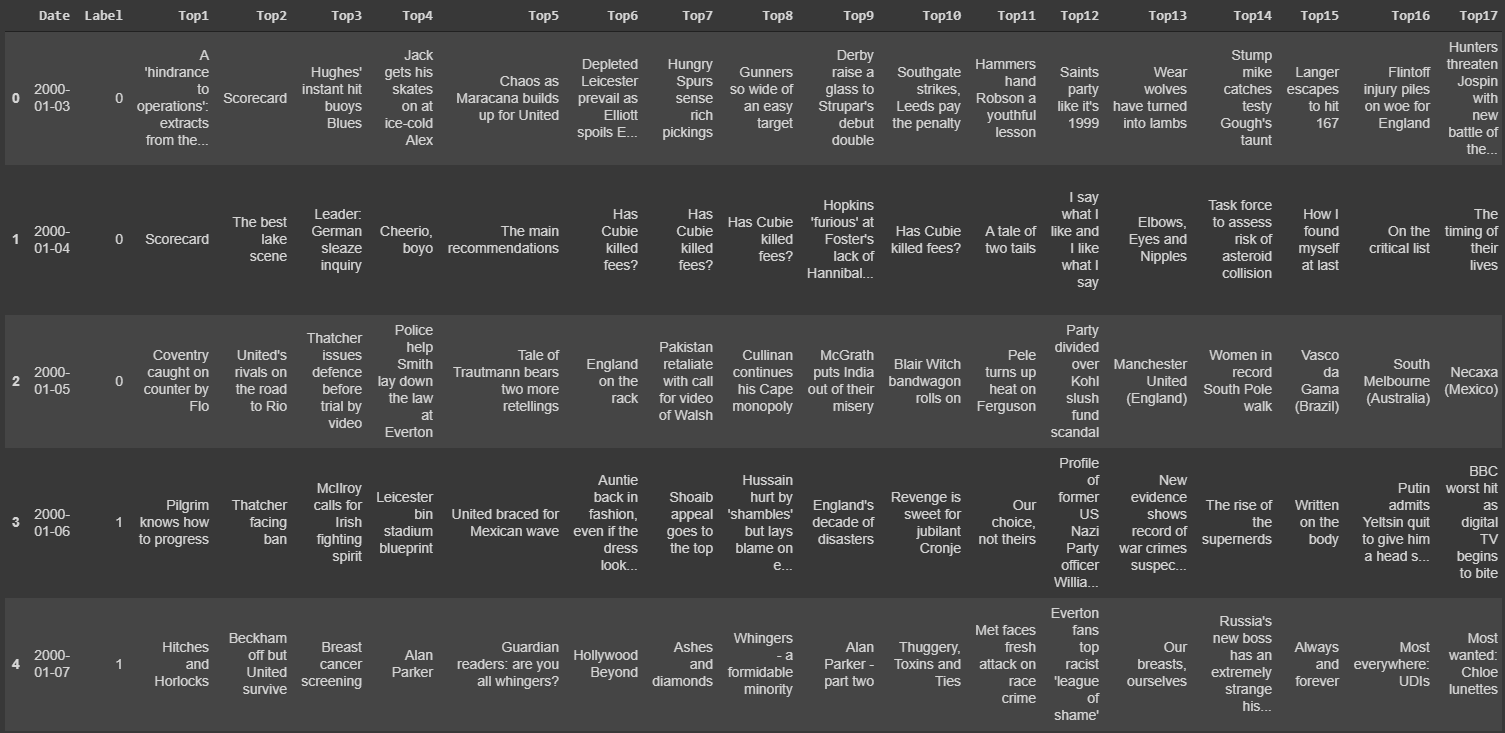 Date Label Top1 Top2 Top3 Top4 Top5 Top6 Top7 Top8 Top9 Top10 Top11 Top12 Top13 Top14 Top15 Top16 Top17
0
2000-
01-03
0
A
'hindrance
to
operations':
extracts
from the...
Scorecard
Hughes'
instant hit
buoys
Blues
Jack
gets his
skates
on at
ice-cold
Alex
Chaos as
Maracana builds
up for United
Depleted
Leicester
prevail as
Elliott
spoils E...
Hungry
Spurs
sense
rich
pickings
Gunners
so wide of
an easy
target
Derby
raise a
glass to
Strupar's
debut
double
Southgate
strikes,
Leeds pay
the penalty
Hammers
hand
Robson a
youthful
lesson
Saints
party
like it's
1999
Wear
wolves
have turned
into lambs
Stump
mike
catches
testy
Gough's
taunt
Langer
escapes
to hit
167
Flintoff
injury piles
on woe for
England
Hunters
threaten
Jospin
with
new
battle of
the...
1
2000-
01-04
0
Scorecard
The best
lake
scene
Leader:
German
sleaze
inquiry
Cheerio,
boyo
The main
recommendations
Has
Cubie
killed
fees?
Has
Cubie
killed
fees?
Has Cubie
killed
fees?
Hopkins
'furious' at
Foster's
lack of
Hannibal...
Has Cubie
killed fees?
A tale of
two tails
I say
what I
like and
I like
what I
say
Elbows,
Eyes and
Nipples
Task force
to assess
risk of
asteroid
collision
How I
found
myself
at last
On the
critical list
The
timing of
their
lives
2
2000-
01-05
0
Coventry
caught on
counter by
Flo
United's
rivals on
the road
to Rio
Thatcher
issues
defence
before
trial by
video
Police
help
Smith
lay down
the law
at
Everton
Tale of
Trautmann bears
two more
retellings
England
on the
rack
Pakistan
retaliate
with call
for video
of Walsh
Cullinan
continues
his Cape
monopoly
McGrath
puts India
out of their
misery
Blair Witch
bandwagon
rolls on
Pele
turns up
heat on
Ferguson
Party
divided
over
Kohl
slush
fund
scandal
Manchester
United
(England)
Women in
record
South Pole
walk
Vasco
da
Gama
(Brazil)
South
Melbourne
(Australia)
Necaxa
(Mexico)
3
2000-
01-06
1
Pilgrim
knows how
to progress
Thatcher
facing
ban
McIlroy
calls for
Irish
fighting
spirit
Leicester
bin
stadium
blueprint
United braced for
Mexican wave
Auntie
back in
fashion,
even if the
dress
look...
Shoaib
appeal
goes to
the top
Hussain
hurt by
'shambles'
but lays
blame on
e...
England's
decade of
disasters
Revenge is
sweet for
jubilant
Cronje
Our
choice,
not theirs
Profile
of
former
US
Nazi
Party
officer
Willia...
New
evidence
shows
record of
war crimes
suspec...
The rise of
the
supernerds
Written
on the
body
Putin
admits
Yeltsin quit
to give him
a head s...
BBC
worst hit
as
digital
TV
begins
to bite
4
2000-
01-07
1
Hitches
and
Horlocks
Beckham
off but
United
survive
Breast
cancer
screening
Alan
Parker
Guardian
readers: are you
all whingers?
Hollywood
Beyond
Ashes
and
diamonds
Whingers
- a
formidable
minority
Alan
Parker -
part two
Thuggery,
Toxins and
Ties
Met faces
fresh
attack on
race
crime
Everton
fans
top
racist
'league
of
shame'
Our
breasts,
ourselves
Russia's
new boss
has an
extremely
strange
his...
Always
and
forever
Most
everywhere:
UDIs
Most
wanted:
Chloe
lunettes